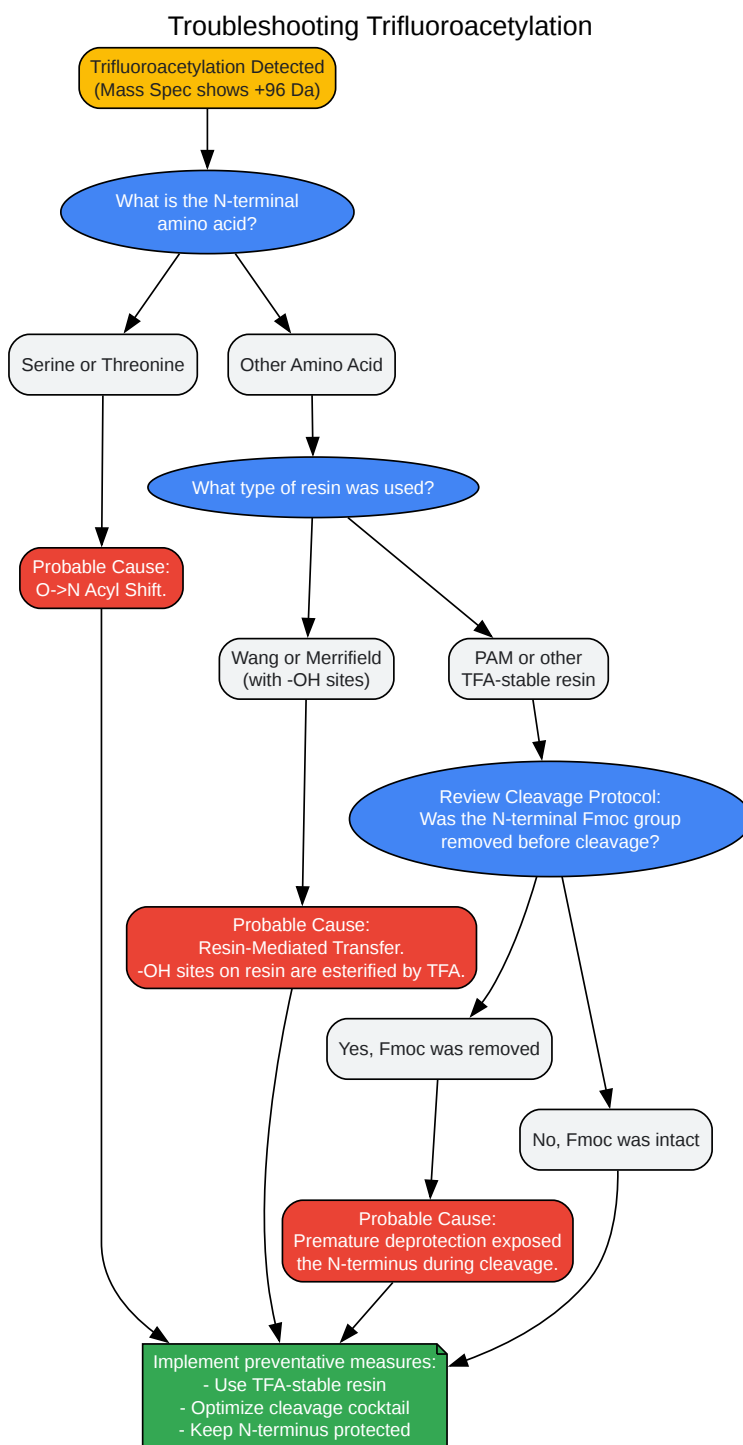 Troubleshooting Trifluoroacetylation
Trifluoroacetylation Detected
(Mass Spec shows +96 Da)
What is the N-terminal
amino acid?
Serine or Threonine
Other Amino Acid
What type of resin was used?
Probable Cause:
O->N Acyl Shift.
Wang or Merrifield
(with -OH sites)
PAM or other
TFA-stable resin
Review Cleavage Protocol:
Was the N-terminal Fmoc group
removed before cleavage?
Probable Cause:
Resin-Mediated Transfer.
-OH sites on resin are esterified by TFA.
Yes, Fmoc was removed
No, Fmoc was intact
Probable Cause:
Premature deprotection exposed
the N-terminus during cleavage.
Implement preventative measures:
- Use TFA-stable resin
- Optimize cleavage cocktail
- Keep N-terminus protected